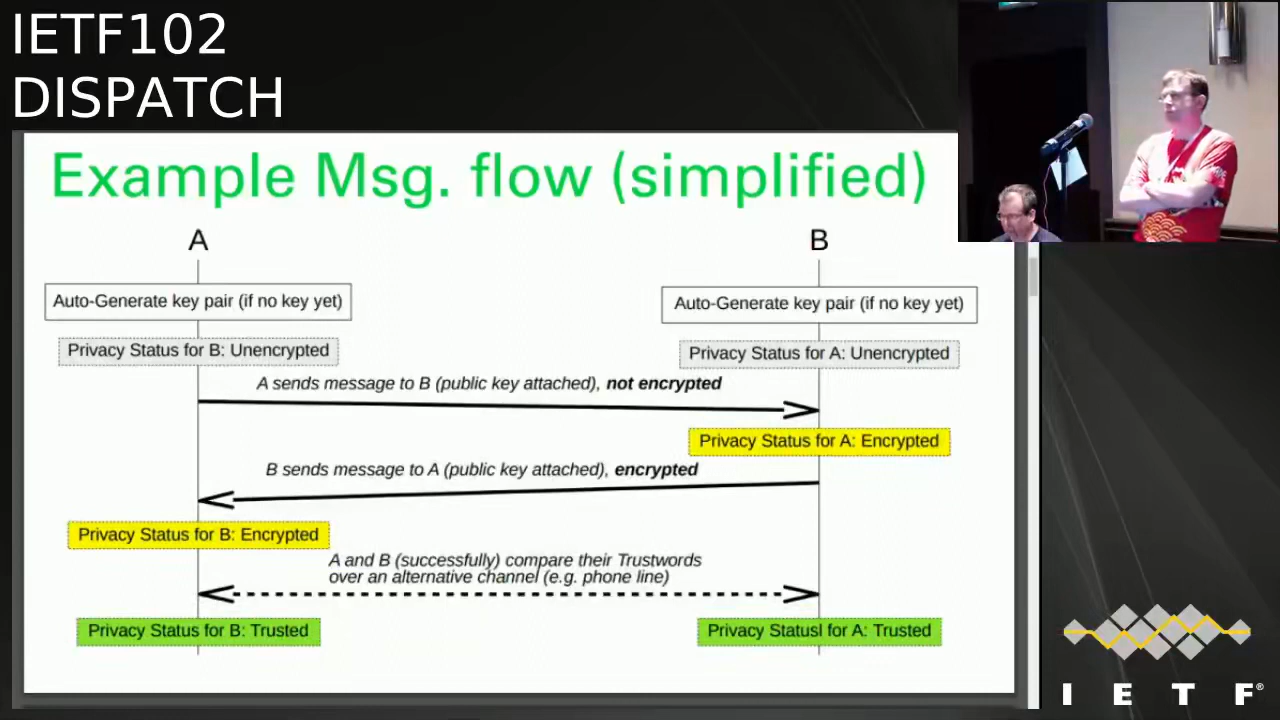 IETF102
DISPATCH
Example Msg. flow (simplified)
A
B
Auto-Generate key pair (if no key yet)
Auto-Generate key pair (if no key yet)
Privacy Status for B: Unencrypted
Privacy Status for A: Unencrypted
A sends message to B (public key attached), not encrypted
Privacy Status for A: Encrypted
B sends message to A (public key attached), encrypted
Privacy Status for B: Encrypted
A and B (successfully) compare their Trustwords
over an alternative channel (e.g. phone line)
Privacy Status for B: Trusted
Privacy Statusl for A: Trusted
I E T F®